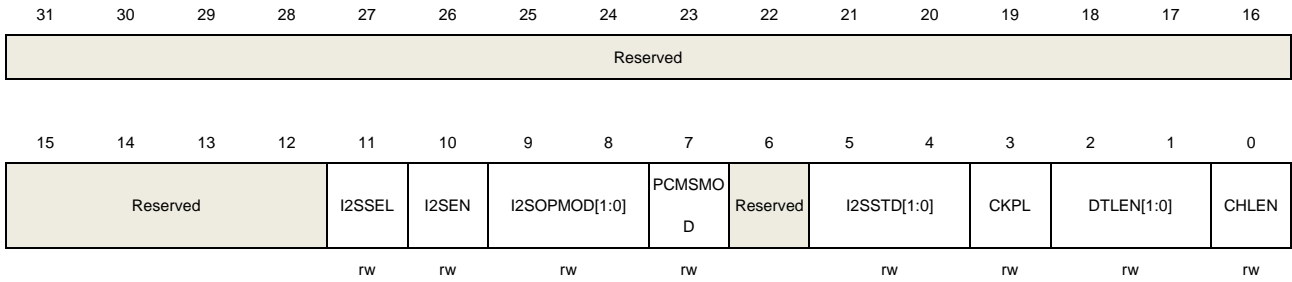 31 30 29 28 27 26 25 24 23 22 21 20 19 18 17 16
Reserved
15 14 13 12 11 10 9 8 7 6 5 4 3 2 1 0
Reserved I2SSEL I2SEN I2SOPMOD[1:0] PCMSMO Reserved I2SSTD[1:0] CKPL DTLEN[1:0] CHLEN
D
rw rw rw rw rw rw rw rw